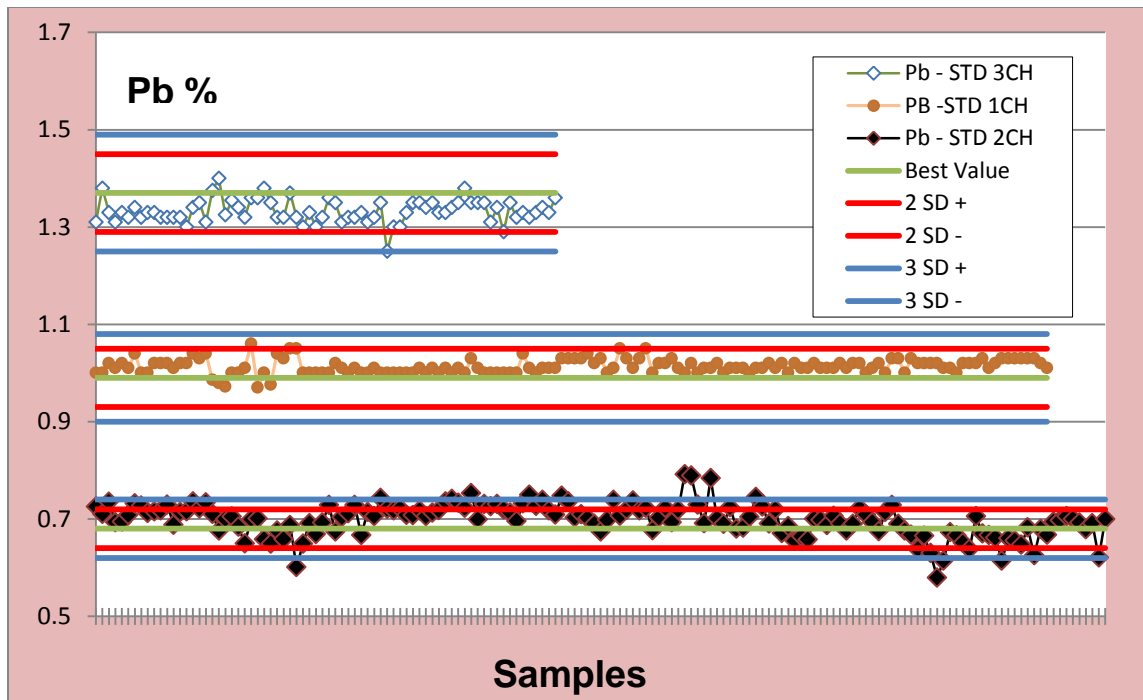 1.7
1.5
1.3
1.1
0.9
0.7
0.5
Pb %
Pb - STD 3CH
PB -STD 1CH
Pb - STD 2CH
Best Value
2 SD +
2 SD -
3 SD +
3 SD -
Samples